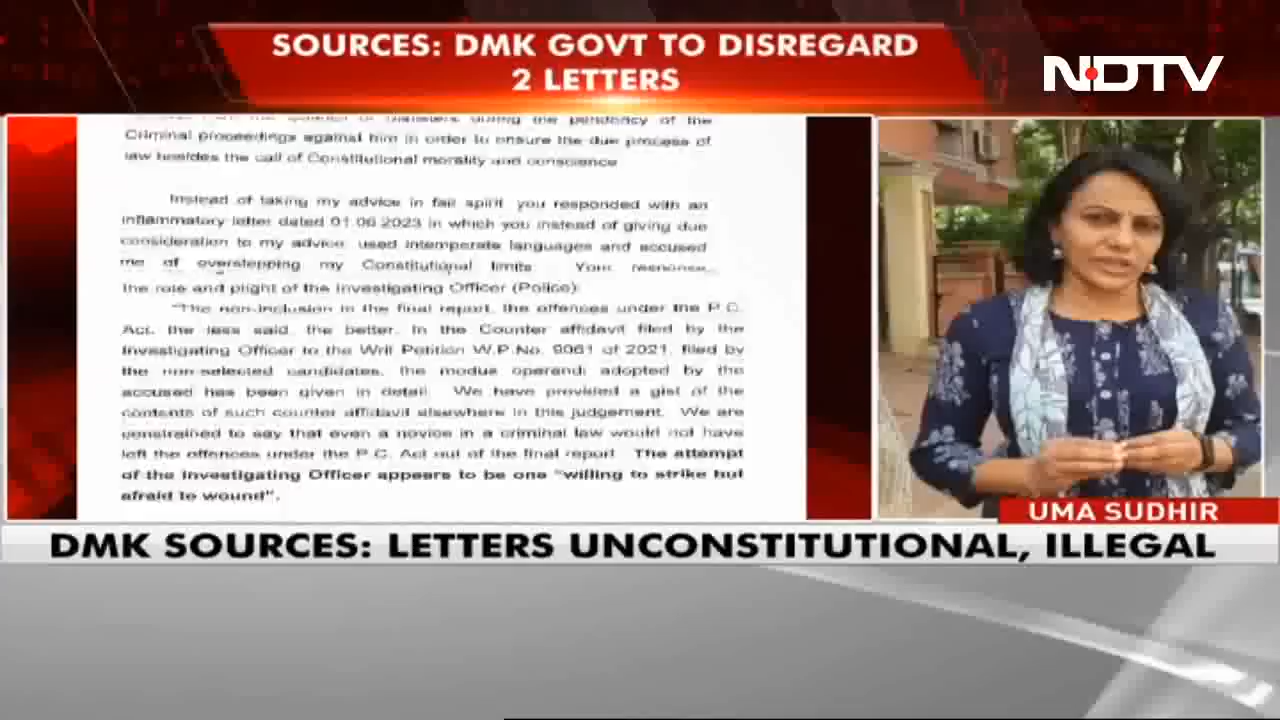 SOURCES: DMK GOVT TO DISREGARD
2 LETTERS
NDTV
during the pendency of the
Criminal proceedings against him in order to ensure the due process of
law besides the call of Constitutional morality and conscience
Instead of taking my advice in fair spirit you responded with an
inflammatory letter dated 01.06.2023 in which you instead of giving due
consideration to my advice, used intemperate languages and accused
me of overstepping my Constitutional limits Your response,
the role and plight of the Investigating Officer (Police):
"The non-inclusion in the final report, the offences under the P.C.
Act, the less said, the better. In the Counter affidavit filed by the
Investigating Officer to the Writ Petition W.P.No. 9061 of 2021, filed by
the non-selected candidates, the modus operandi adopted by the
accused has been given in detail. We have provided a gist of the
contents of such counter affidavit elsewhere in this judgement. We are
constrained to say that even a novice in a criminal law would not have
left the offences under the P.C. Act out of the final report. The attempt
of the Investigating Officer appears to be one "willing to strike but
afraid to wound".
UMA SUDHIR
DMK SOURCES: LETTERS UNCONSTITUTIONAL, ILLEGAL